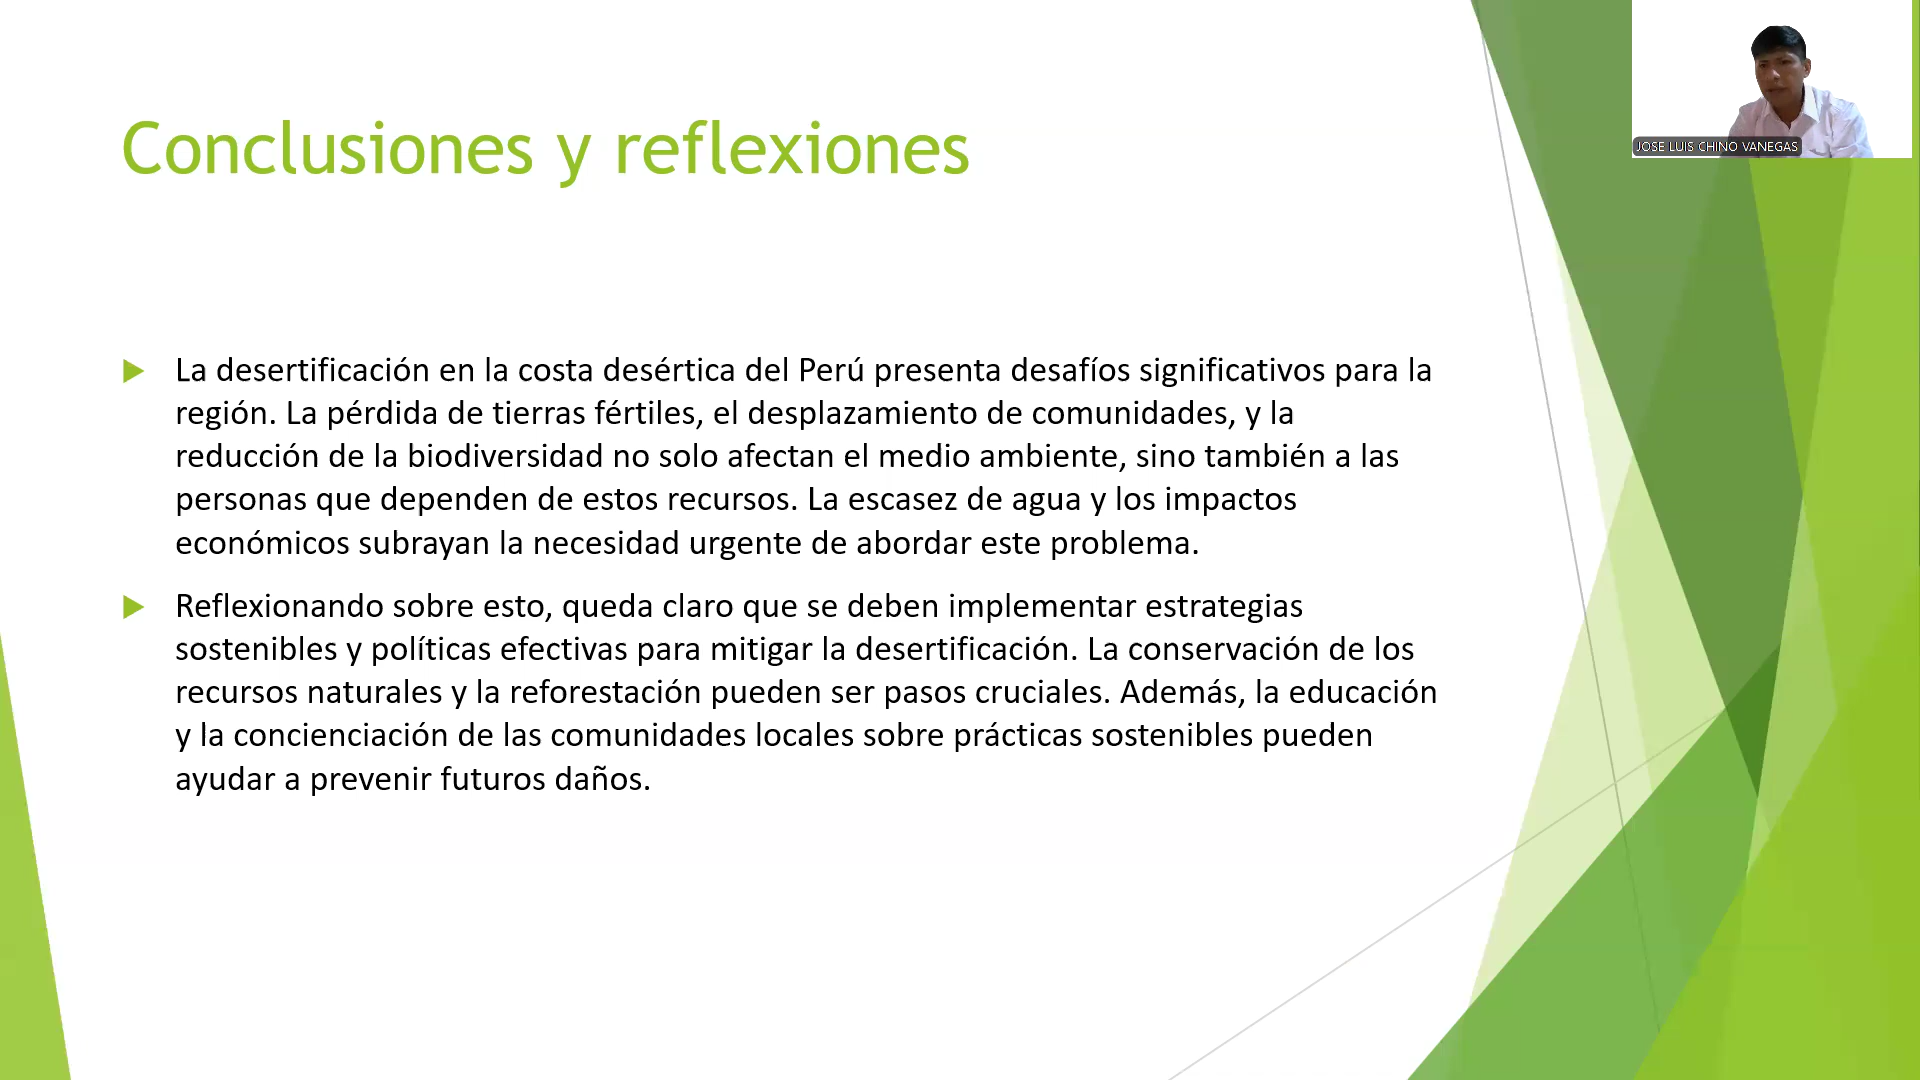 Conclusiones y reflexiones
JOSE LUIS CHINO VANEGAS
La desertificación en la costa desértica del Perú presenta desafíos significativos para la
región. La pérdida de tierras fértiles, el desplazamiento de comunidades, y la
reducción de la biodiversidad no solo afectan el medio ambiente, sino también a las
personas que dependen de estos recursos. La escasez de agua y los impactos
económicos subrayan la necesidad urgente de abordar este problema.
Reflexionando sobre esto, queda claro que se deben implementar estrategias
sostenibles y políticas efectivas para mitigar la desertificación. La conservación de los
recursos naturales y la reforestación pueden ser pasos cruciales. Además, la educación
y la concienciación de las comunidades locales sobre prácticas sostenibles pueden
ayudar a prevenir futuros daños.